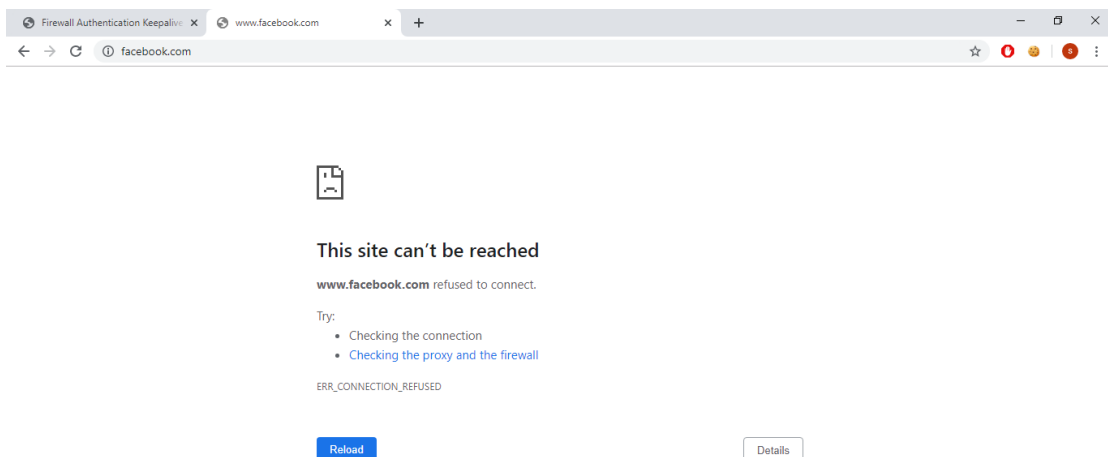 Firewall Authentication Keepalive
www.facebook.com
facebook.com
S
This site can’t be reached
www.facebook.com refused to connect.
Try:
• Checking the connection
• Checking the proxy and the firewall
ERR_CONNECTION_REFUSED
Reload
Details